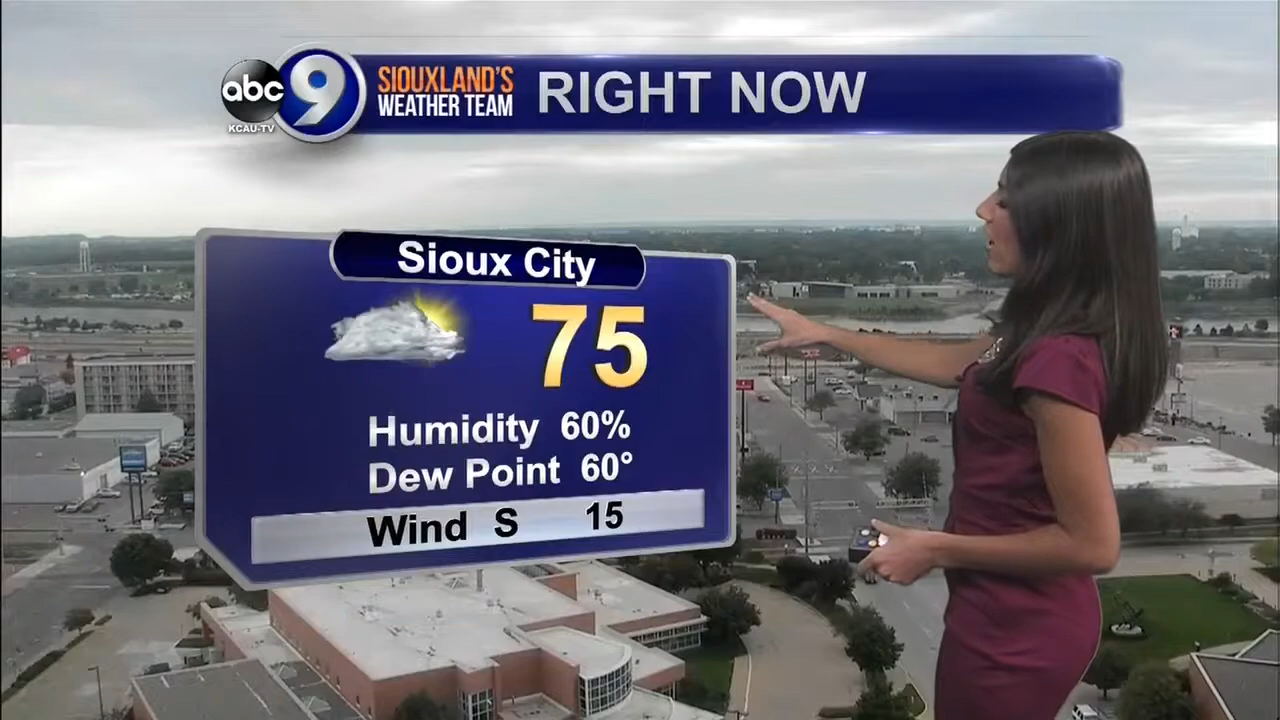 abc 9
KCAU-TV
SIOUXLAND'S
WEATHER TEAM
RIGHT NOW
Sioux City
75
Humidity 60%
Dew Point 60°
Wind S 15